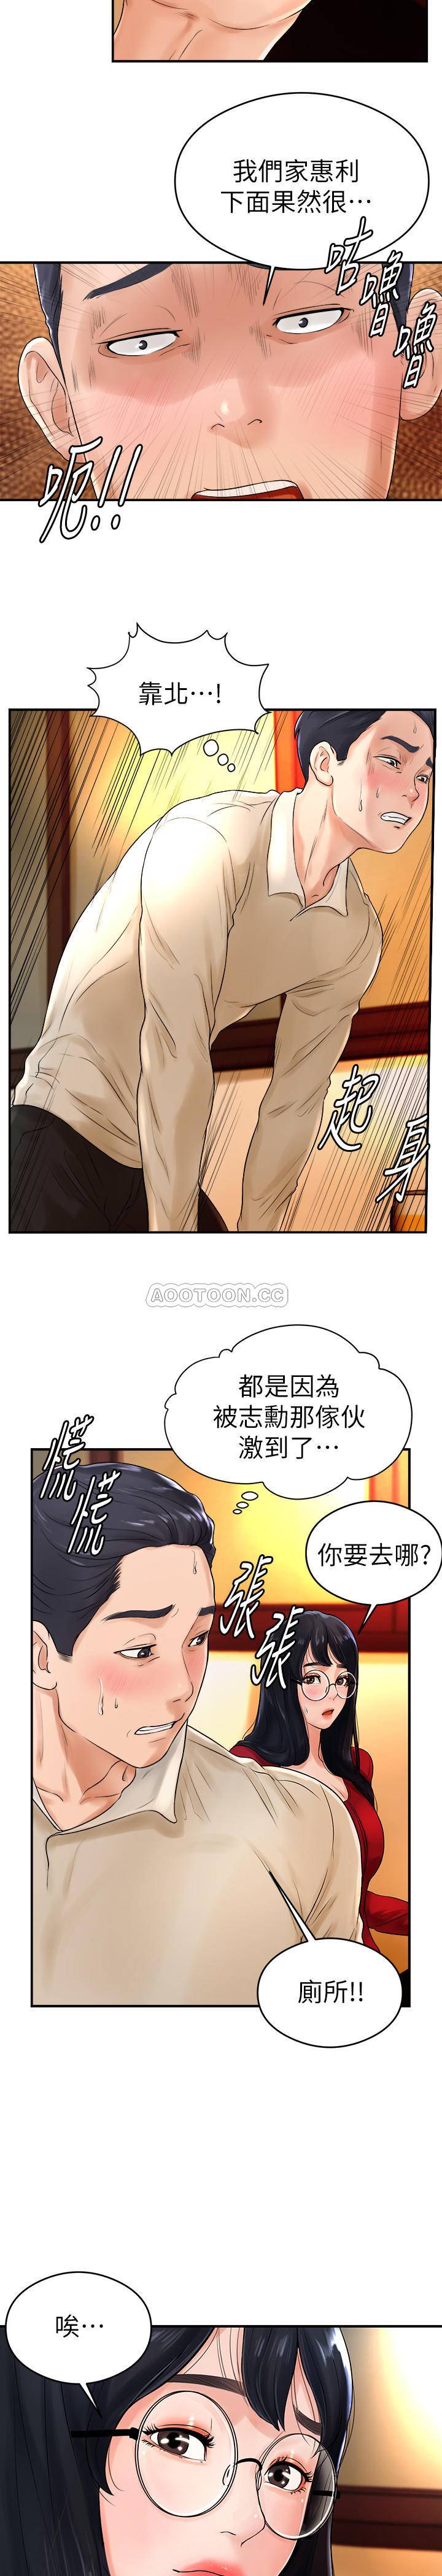 我們家惠利
下面果然很…
咕嚕嚕
呃!!
靠北…!
起身
AOOTOON.CC
都是因為
被志勳那傢伙
激到了…
慌慌
你要去哪?
張張
廁所!!
唉…